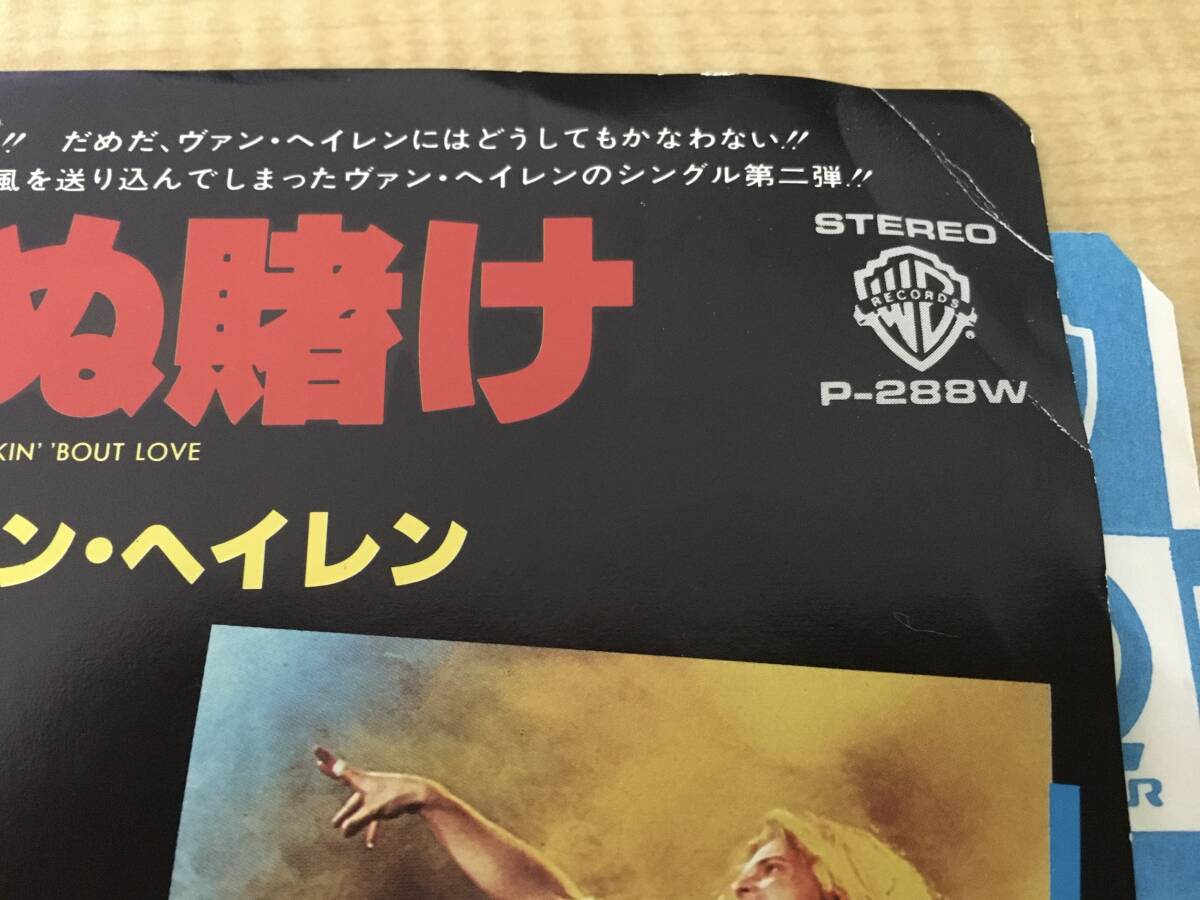 !! だめだ、ヴァン・ヘイレンにはどうしてもかなわない!!
風を送り込んでしまったヴァン・ヘイレンのシングル第二弾!!
ぬ賭け
STEREO
WB RECORDS
P-288W
KIN' 'BOUT LOVE
ン・ヘイレン
R